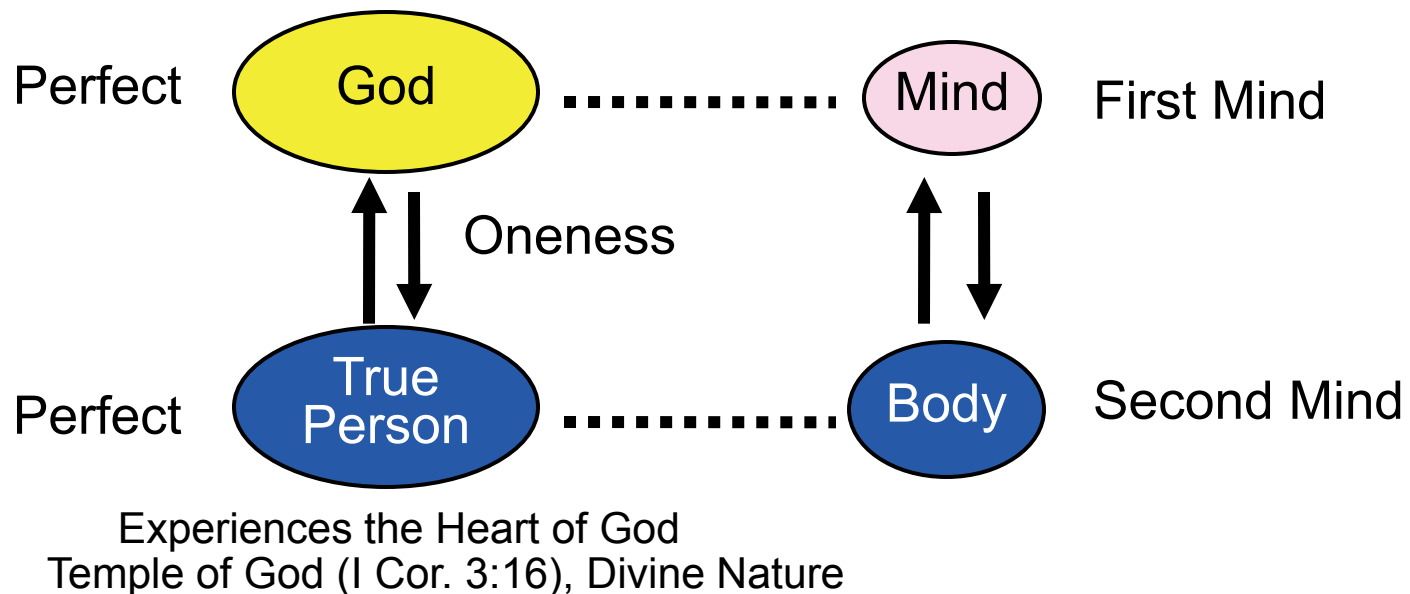 Perfect
God
Mind
First Mind
Oneness
Perfect
True
Person
Body
Second Mind
Experiences the Heart of God
Temple of God (I Cor. 3:16), Divine Nature